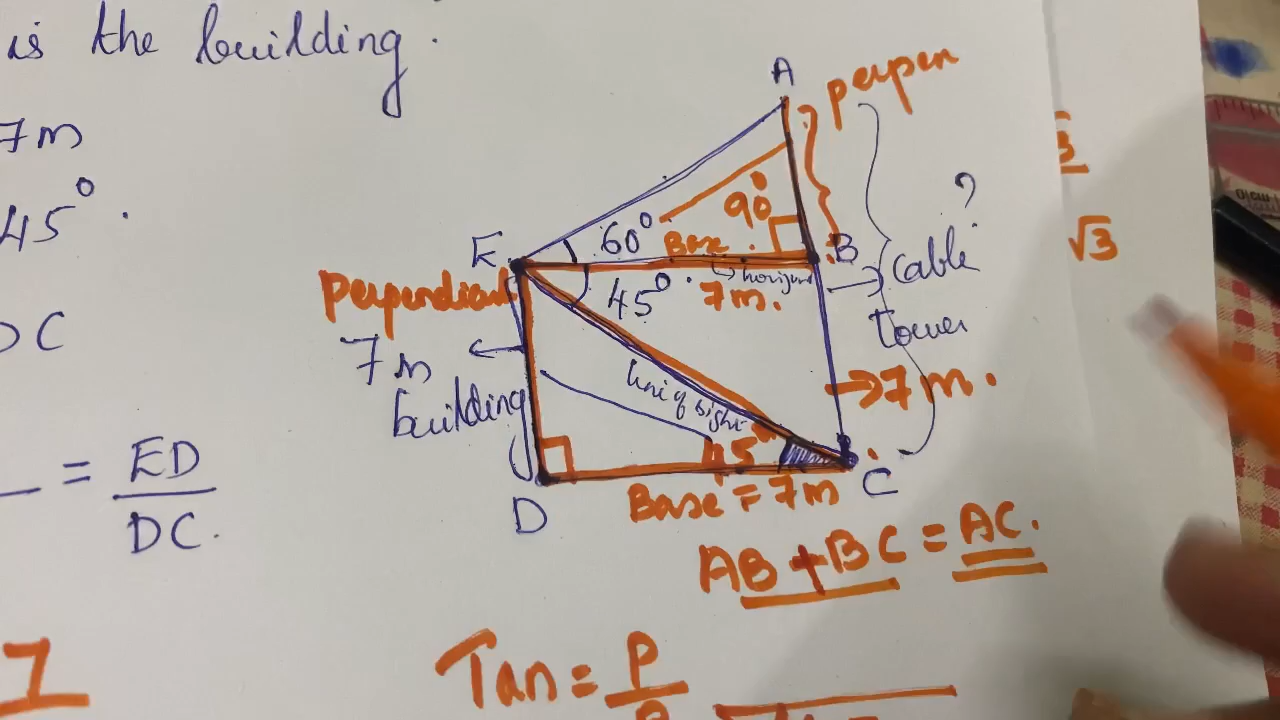 is the building.
7m
45°.
DC
= ED
DC.
A
perpen
90°
60°
E
Base.
B
?
horizon
→ Cable
Tower
√3
Perpendicular
45°
7m.
7m
building
line of sight
→7m.
45°
D
Base = 7m
C
AB + BC = AC.
1
Tan = P